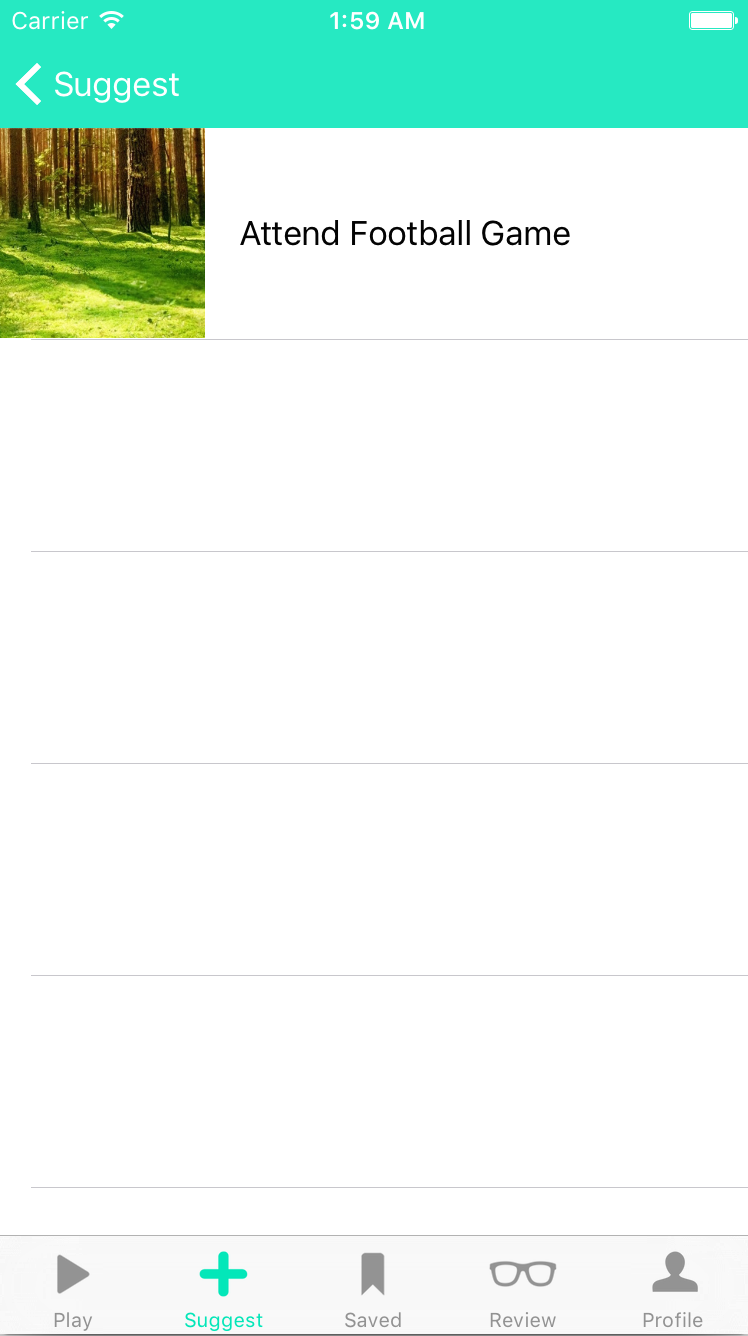 Carrier 1:59 AM
Suggest
Attend Football Game
Play Suggest Saved Review Profile